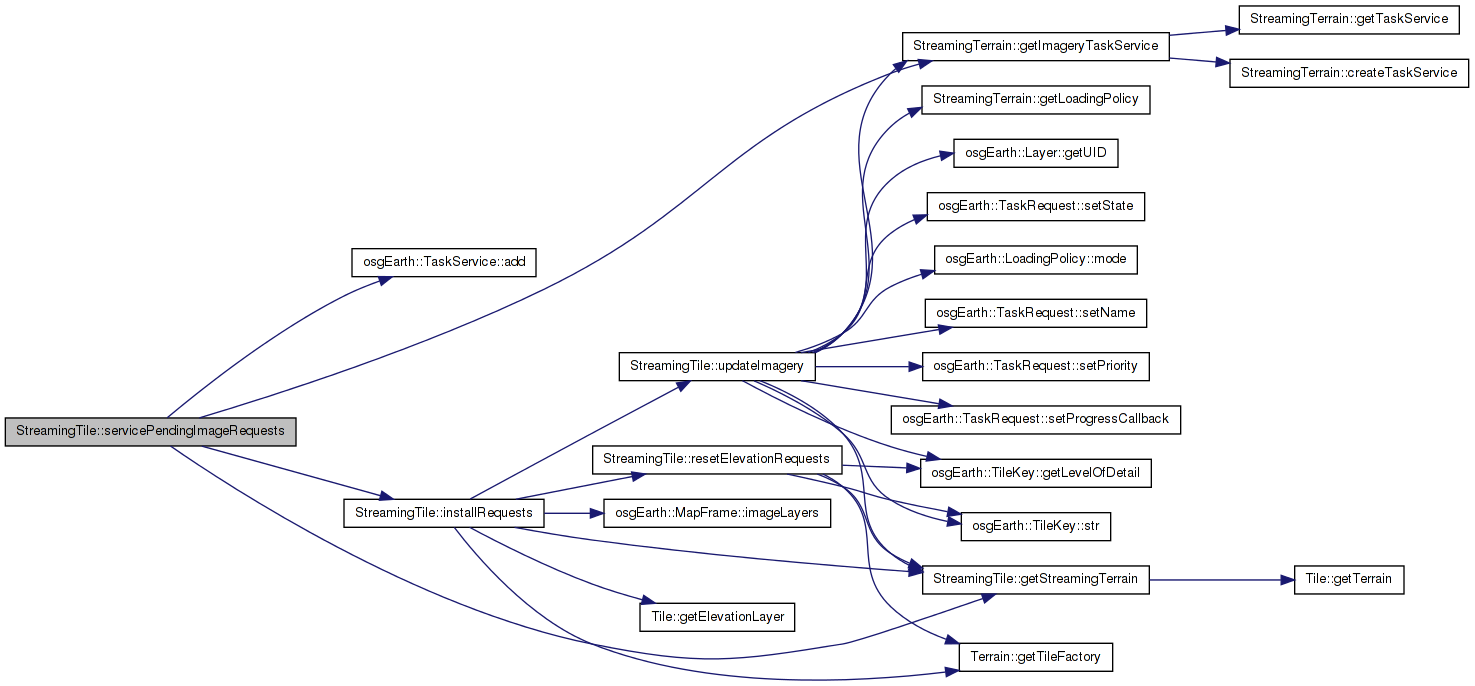 StreamingTile::servicePendingImageRequests
osgEarth::TaskService::add
StreamingTile::installRequests
StreamingTile::updateImagery
StreamingTile::resetElevationRequests
osgEarth::MapFrame::imageLayers
Tile::getElevationLayer
StreamingTerrain::getImageryTaskService
StreamingTerrain::getLoadingPolicy
osgEarth::Layer::getUID
osgEarth::TaskRequest::setState
osgEarth::LoadingPolicy::mode
osgEarth::TaskRequest::setName
osgEarth::TaskRequest::setPriority
osgEarth::TaskRequest::setProgressCallback
osgEarth::TileKey::getLevelOfDetail
osgEarth::TileKey::str
StreamingTile::getStreamingTerrain
Terrain::getTileFactory
StreamingTerrain::getTaskService
StreamingTerrain::createTaskService
Tile::getTerrain